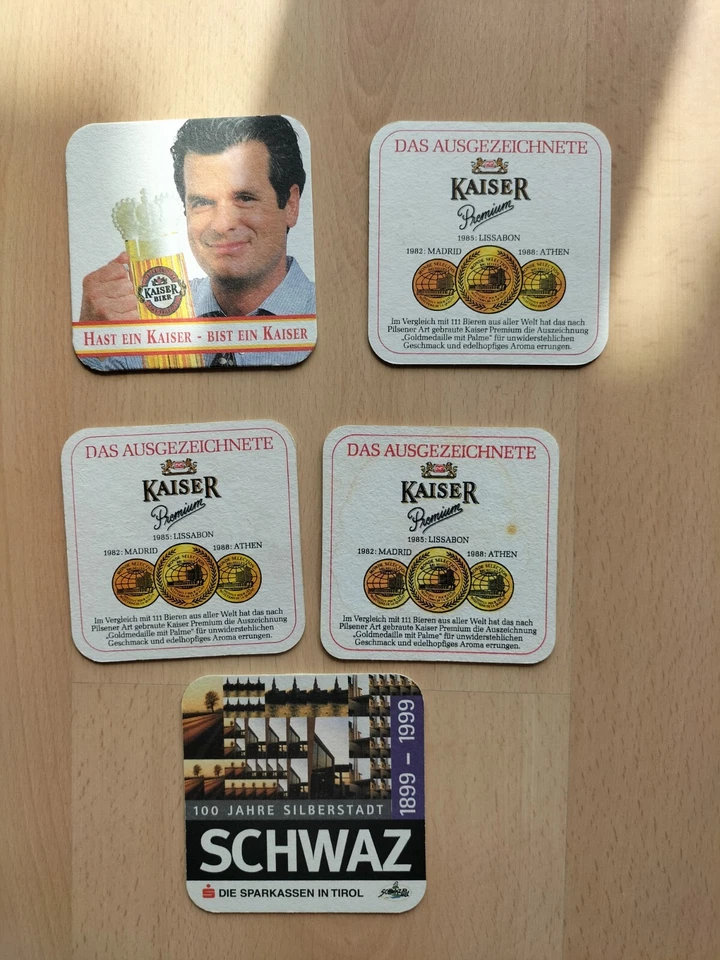 KAISER
BIER
HAST EIN KAISER - BIST EIN KAISER
DAS AUSGEZEICHNETE
KAISER
Premium
1985: LISSABON
1982: MADRID
1988: ATHEN
Im Vergleich mit 111 Bieren aus aller Welt hat das nach
Pilsener Art gebraute Kaiser Premium die Auszeichnung
„Goldmedaille mit Palme" für unwiderstehlichen
Geschmack und edelhopfiges Aroma errungen.
DAS AUSGEZEICHNETE
KAISER
Premium
1985: LISSABON
1982: MADRID
1988: ATHEN
Im Vergleich mit 111 Bieren aus aller Welt hat das nach
Pilsener Art gebraute Kaiser Premium die Auszeichnung
„Goldmedaille mit Palme" für unwiderstehlichen
Geschmack und edelhopfiges Aroma errungen.
DAS AUSGEZEICHNETE
KAISER
Premium
1985: LISSABON
1982: MADRID
1988: ATHEN
Im Vergleich mit 111 Bieren aus aller Welt hat das nach
Pilsener Art gebraute Kaiser Premium die Auszeichnung
„Goldmedaille mit Palme" für unwiderstehlichen
Geschmack und edelhopfiges Aroma errungen.
1899 - 1999
100 JAHRE SILBERSTADT
SCHWAZ
DIE SPARKASSEN IN TIROL